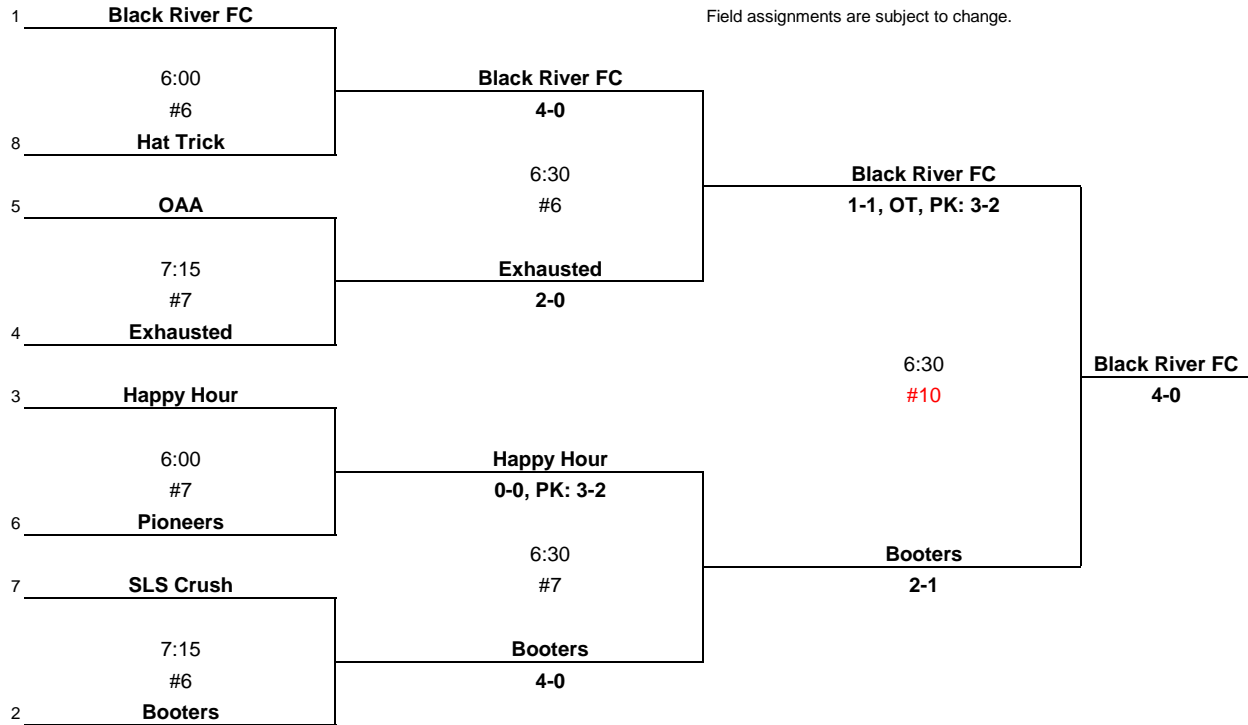 1 Black River FC
Field assignments are subject to change.
6:00
#6
8 Hat Trick
Black River FC
4-0
5 OAA
7:15
#7
4 Exhausted
6:30
#6
Exhausted
2-0
Black River FC
1-1, OT, PK: 3-2
3 Happy Hour
6:00
#7
6 Pioneers
Happy Hour
0-0, PK: 3-2
7 SLS Crush
7:15
#6
2 Booters
6:30
#7
Booters
4-0
Booters
2-1
6:30
#10
Black River FC
4-0